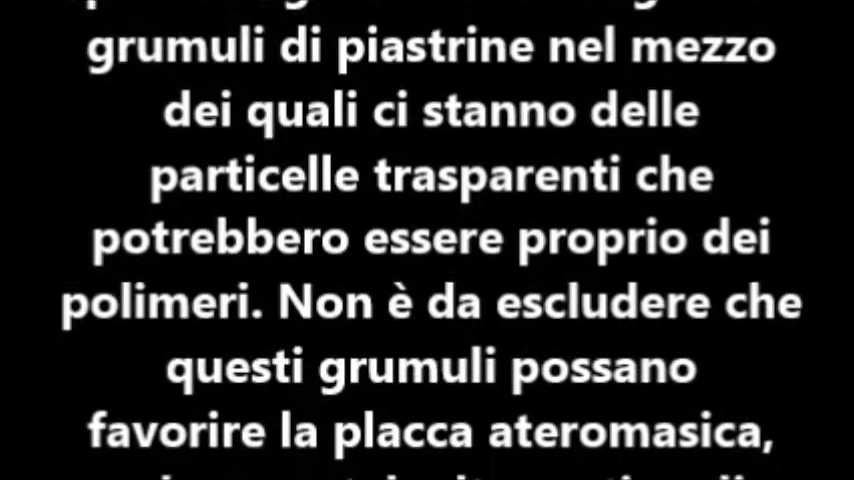 grumuli di piastrine nel mezzo
dei quali ci stanno delle
particelle trasparenti che
potrebbero essere proprio dei
polimeri. Non è da escludere che
questi grumuli possano
favorire la placca ateromasica,